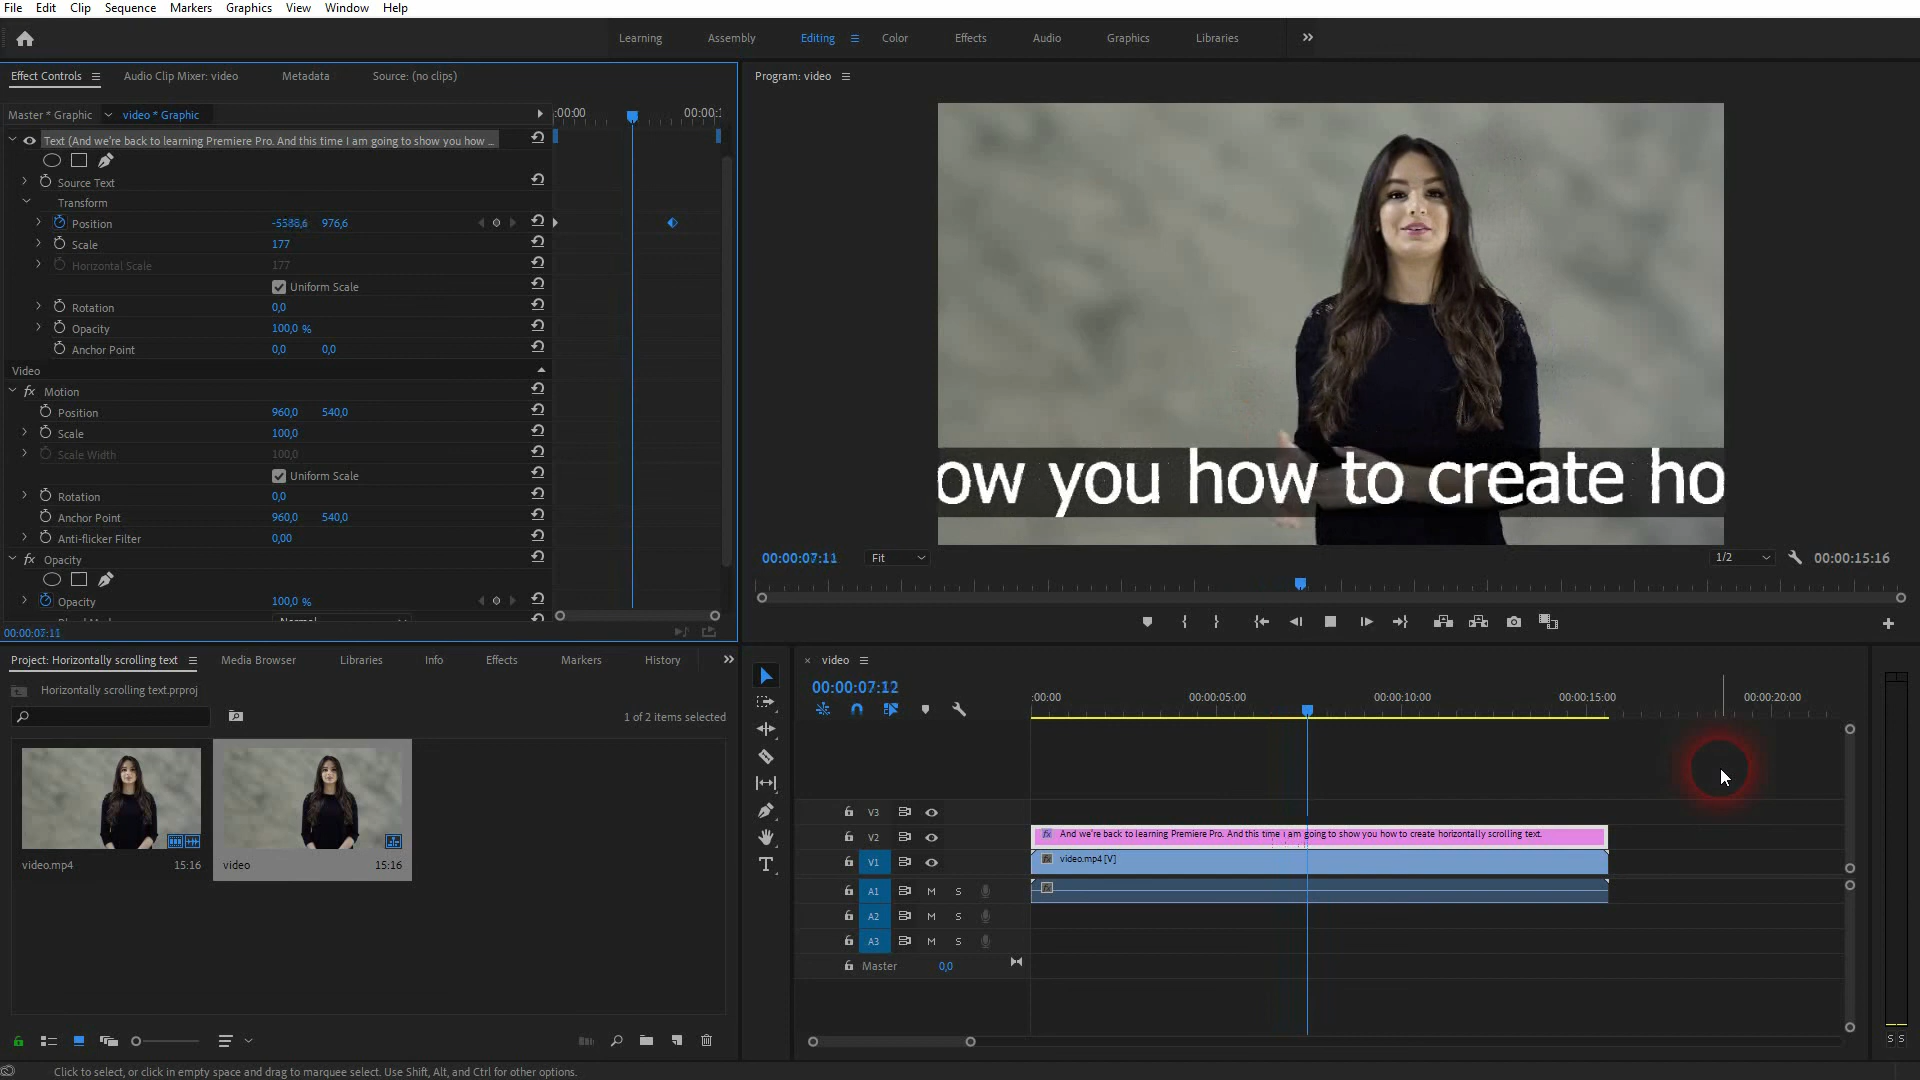 File Edit Clip Sequence Markers Graphics View Window Help
Learning Assembly Editing Color Effects Audio Graphics Libraries
Effect Controls Audio Clip Mixer: video Metadata Source: (no clips)
Program: video
Master * Graphic video * Graphic
:00:00 00:00:1
Text (And we're back to learning Premiere Pro. And this time I am going to show you how ...
Source Text
Transform
Position 976,6
Scale 177
Horizontal Scale 177
Uniform Scale
Rotation 0,0
Opacity 100,0 %
Anchor Point 0,0 0,0
Video
fx Motion
Position 960,0 540,0
Scale 100,0
Scale Width 100,0
Uniform Scale
Rotation 0,0
Anchor Point 960,0 540,0
Anti-flicker Filter 0,00
fx Opacity
Opacity 100,0 %
00:00:07:11
ow you how to create ho
00:00:07:11 Fit 1/2 00:00:15:16
Project: Horizontally scrolling text Media Browser Libraries Info Effects Markers History
Horizontally scrolling text.prproj
1 of 2 items selected
video.mp4 15:16
video 15:16
video
00:00:07:12
:00:00 00:00:05:00 00:00:10:00 00:00:15:00 00:00:20:00
V3
V2 fx And we're back to learning Premiere Pro. And this time i am going to show you how to create horizontally scrolling text.
V1 fx video.mp4 [V]
A1 M S fx
A2 M S
A3 M S
Master 0,0
S S
Click to select, or click in empty space and drag to marquee select. Use Shift, Alt, and Ctrl for other options.